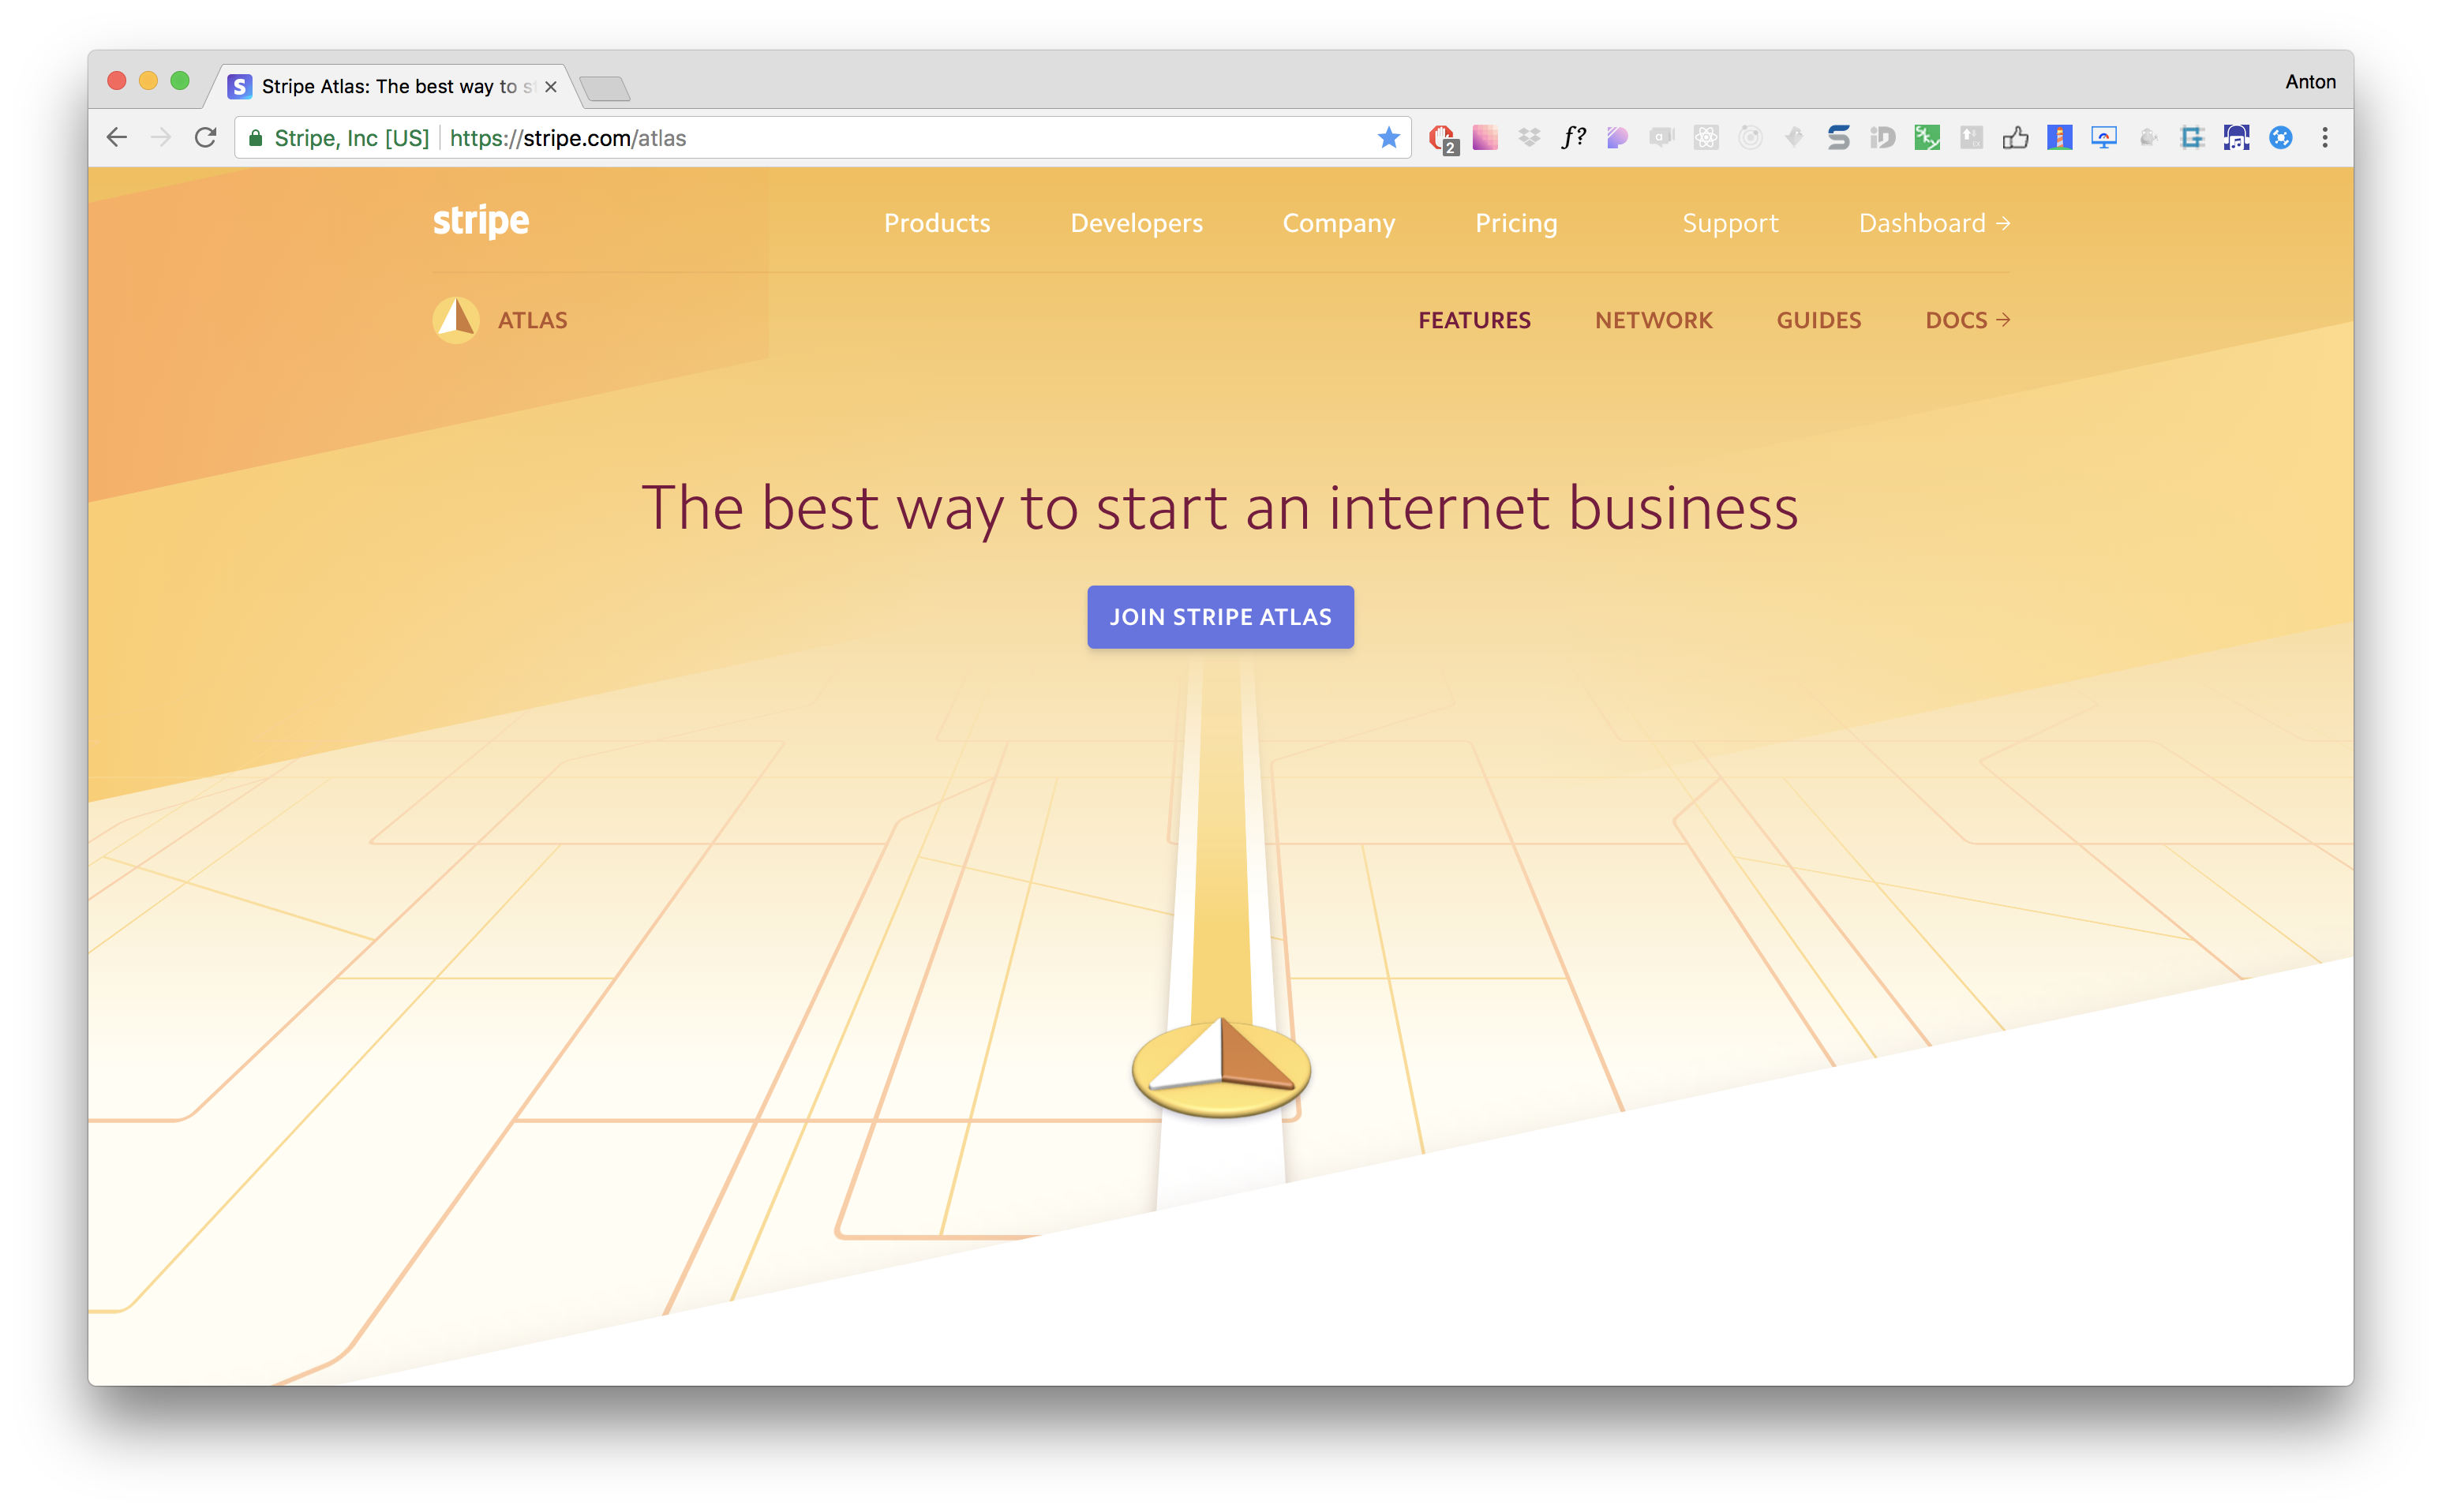 Stripe Atlas: The best way to s
Anton
Stripe, Inc [US] https://stripe.com/atlas
2
f?
stripe Products Developers Company Pricing Support Dashboard →
ATLAS FEATURES NETWORK GUIDES DOCS →
The best way to start an internet business
JOIN STRIPE ATLAS